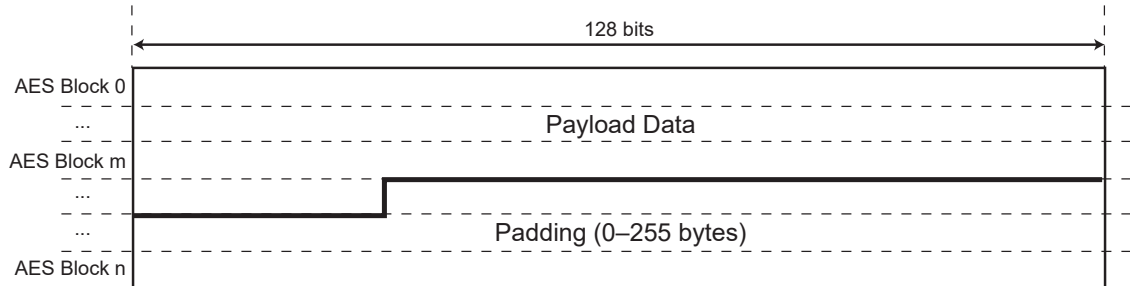 128 bits
AES Block 0
...
Payload Data
AES Block m
...
...
Padding (0–255 bytes)
AES Block n